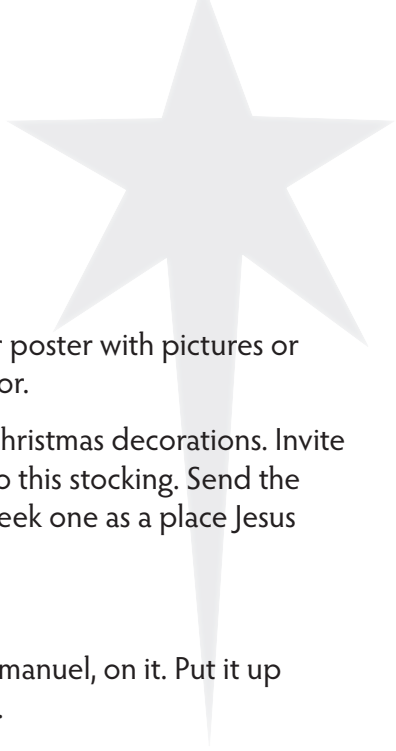 r poster with pictures or
or.
hristmas decorations. Invite
o this stocking. Send the
eek one as a place Jesus
manuel, on it. Put it up
.